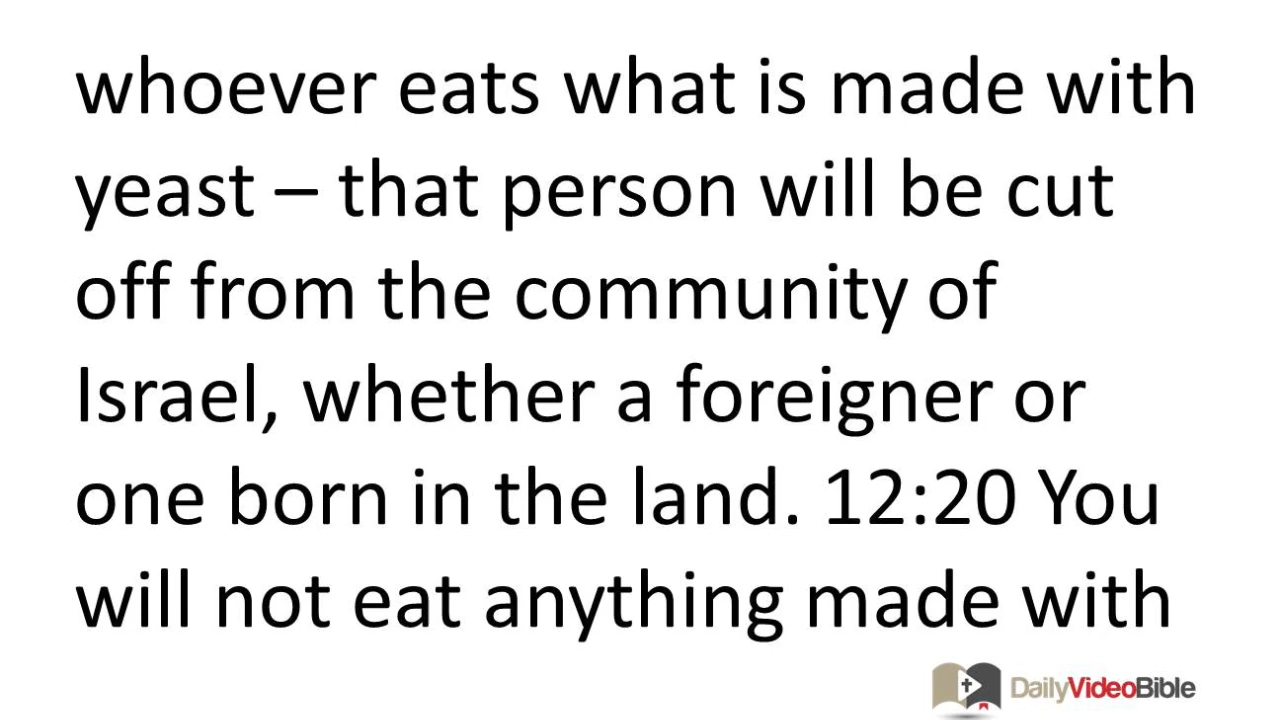 whoever eats what is made with
yeast – that person will be cut
off from the community of
Israel, whether a foreigner or
one born in the land. 12:20 You
will not eat anything made with
DailyVideoBible